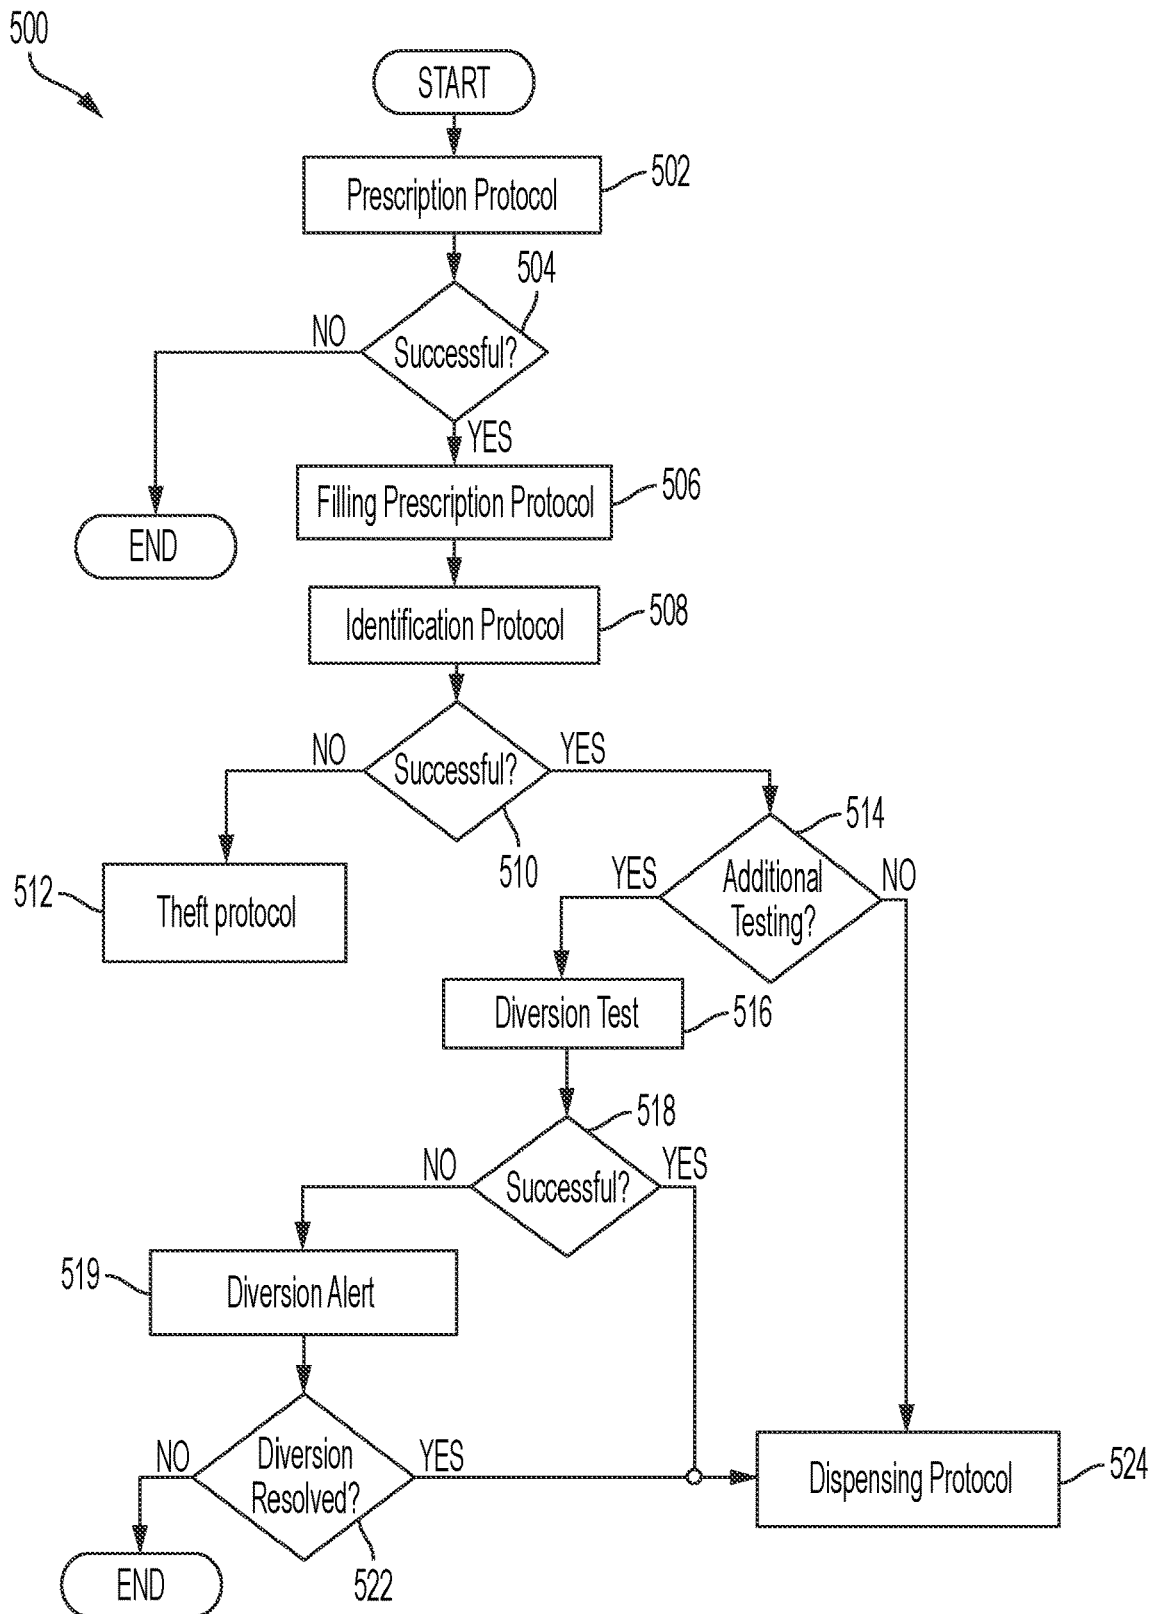 500
START
Prescription Protocol
502
504
NO
Successful?
YES
Filling Prescription Protocol
506
END
Identification Protocol
508
NO
Successful?
YES
510
514
512
Theft protocol
YES
Additional
Testing?
NO
Diversion Test
516
518
NO
Successful?
YES
519
Diversion Alert
NO
Diversion
Resolved?
YES
522
Dispensing Protocol
524
END